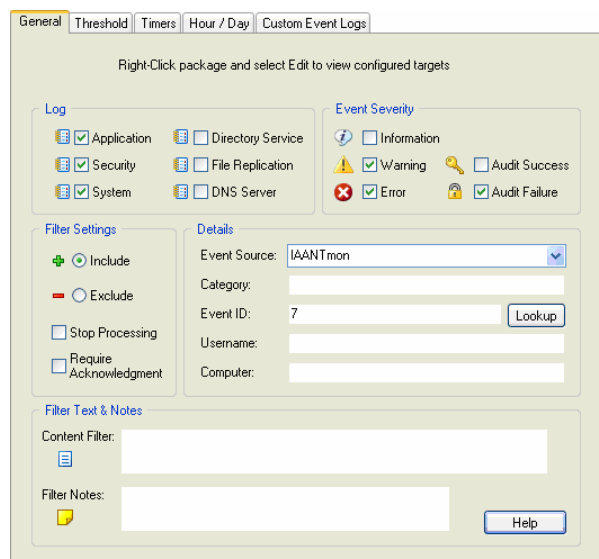 General Threshold Timers Hour / Day Custom Event Logs
Right-Click package and select Edit to view configured targets
Log
Application Directory Service
Security File Replication
System DNS Server
Event Severity
Information
Warning Audit Success
Error Audit Failure
Filter Settings
Include
Exclude
Stop Processing
Require
Acknowledgment
Details
Event Source: IAANTmon
Category:
Event ID: 7 Lookup
Username:
Computer:
Filter Text & Notes
Content Filter:
Filter Notes:
Help